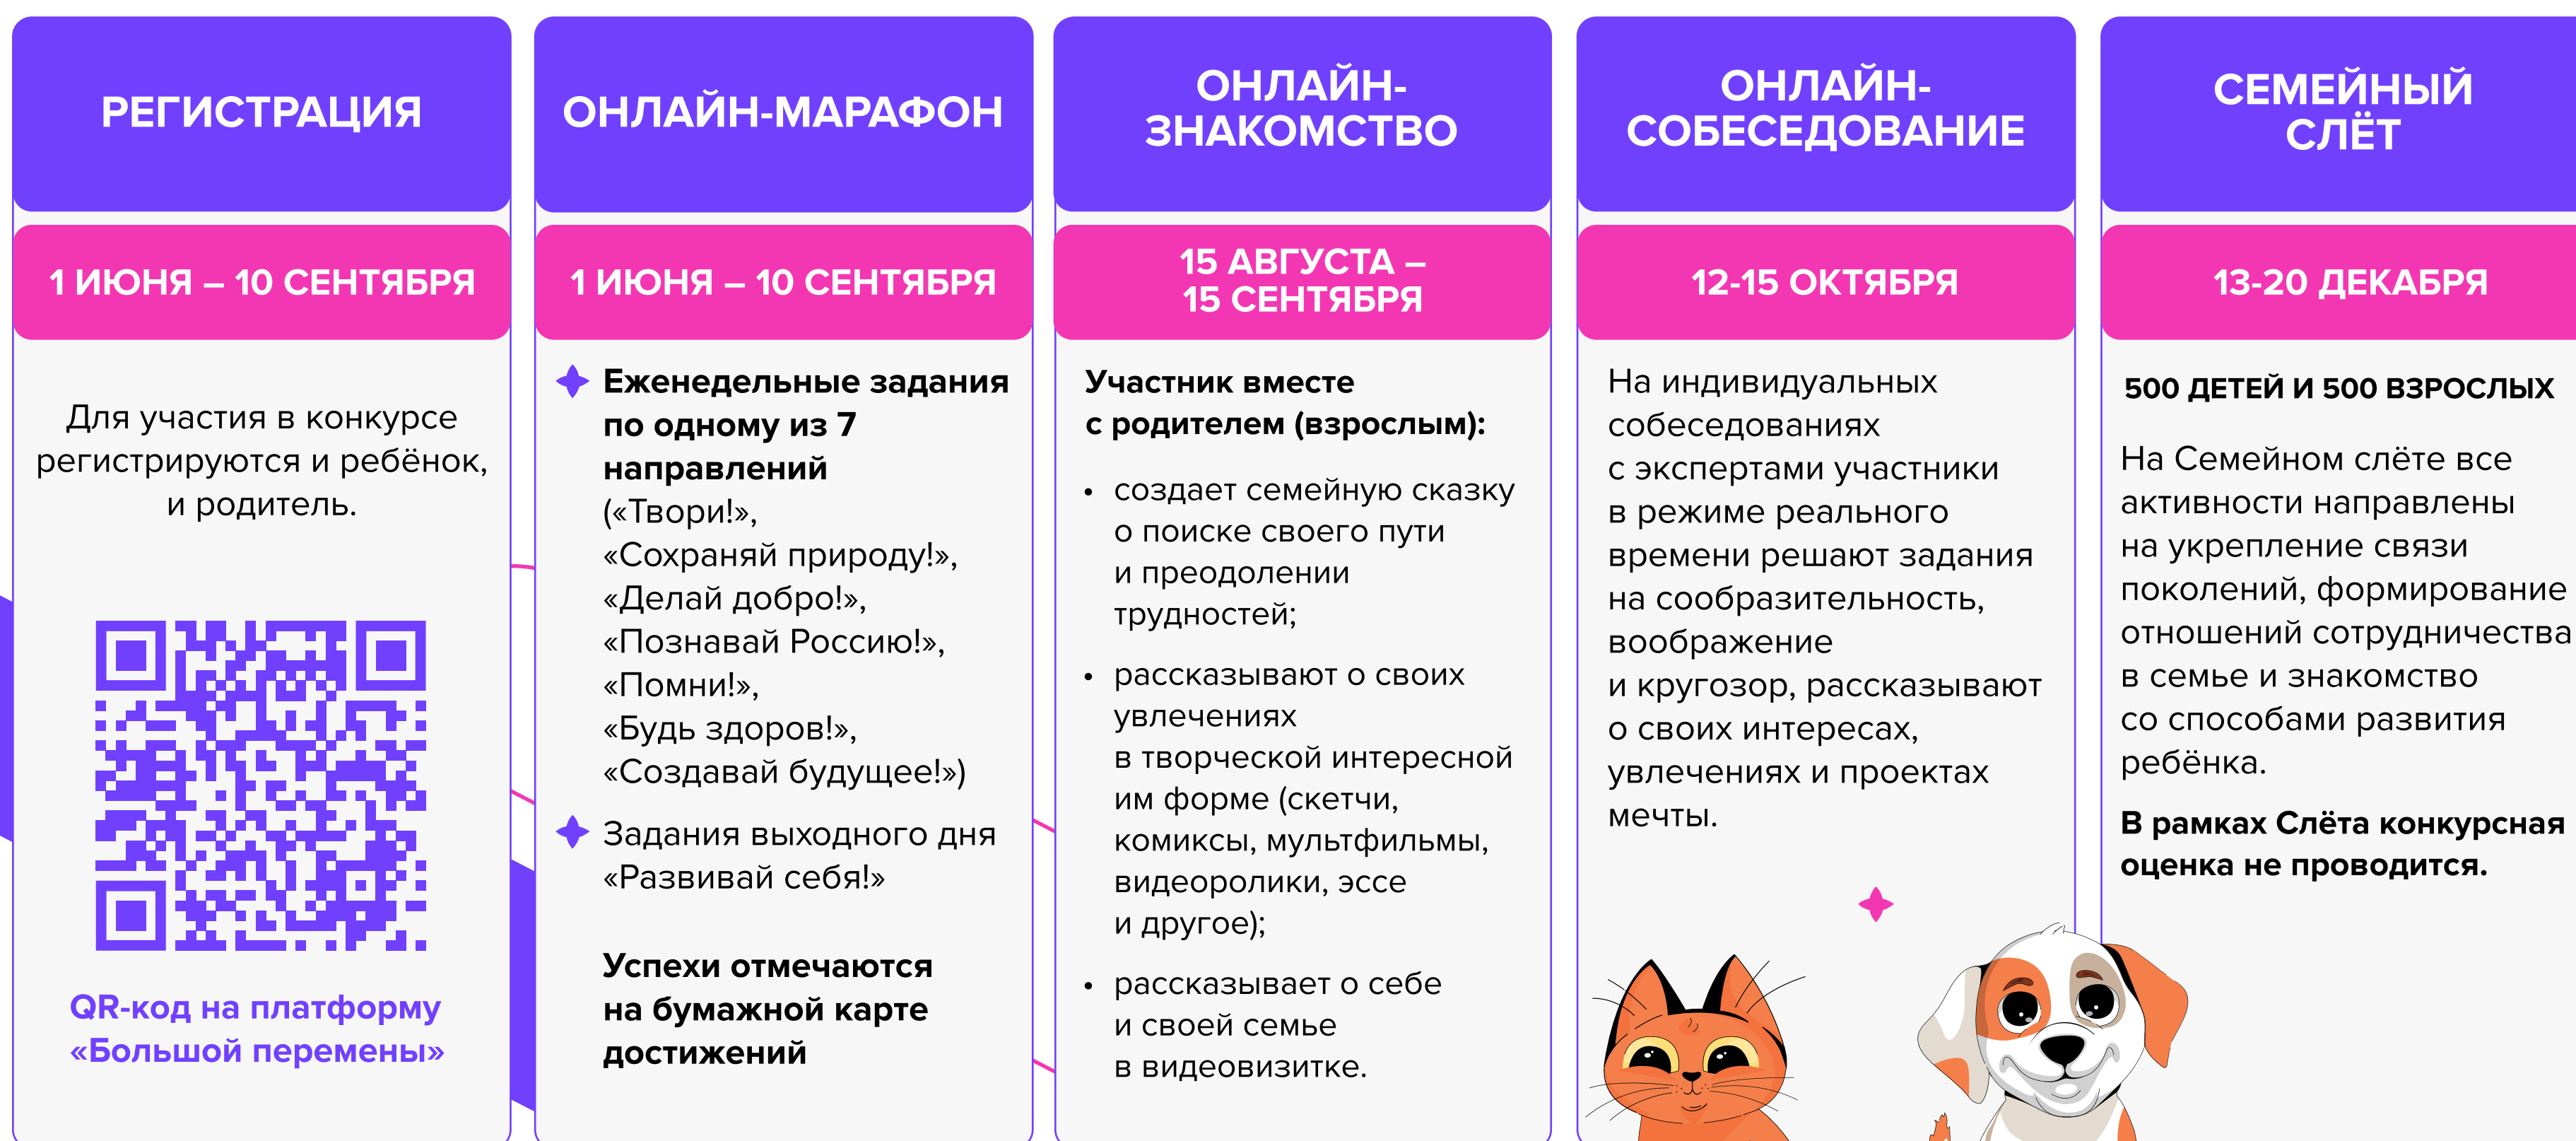 РЕГИСТРАЦИЯ
1 ИЮНЯ – 10 СЕНТЯБРЯ
Для участия в конкурсе
регистрируются и ребёнок,
и родитель.
QR-код на платформу
«Большой перемены»
ОНЛАЙН-МАРАФОН
1 ИЮНЯ – 10 СЕНТЯБРЯ
Еженедельные задания
по одному из 7
направлений
(«Твори!»,
«Сохраняй природу!»,
«Делай добро!»,
«Познавай Россию!»,
«Помни!»,
«Будь здоров!»,
«Создавай будущее!»)
Задания выходного дня
«Развивай себя!»
Успехи отмечаются
на бумажной карте
достижений
ОНЛАЙН-
ЗНАКОМСТВО
15 АВГУСТА –
15 СЕНТЯБРЯ
Участник вместе
с родителем (взрослым):
• создает семейную сказку
о поиске своего пути
и преодолении
трудностей;
• рассказывают о своих
увлечениях
в творческой интересной
им форме (скетчи,
комиксы, мультфильмы,
видеоролики, эссе
и другое);
• рассказывает о себе
и своей семье
в видеовизитке.
ОНЛАЙН-
СОБЕСЕДОВАНИЕ
12-15 ОКТЯБРЯ
На индивидуальных
собеседованиях
с экспертами участники
в режиме реального
времени решают задания
на сообразительность,
воображение
и кругозор, рассказывают
о своих интересах,
увлечениях и проектах
мечты.
СЕМЕЙНЫЙ
СЛЁТ
13-20 ДЕКАБРЯ
500 ДЕТЕЙ И 500 ВЗРОСЛЫХ
На Семейном слёте все
активности направлены
на укрепление связи
поколений, формирование
отношений сотрудничества
в семье и знакомство
со способами развития
ребёнка.
В рамках Слёта конкурсная
оценка не проводится.